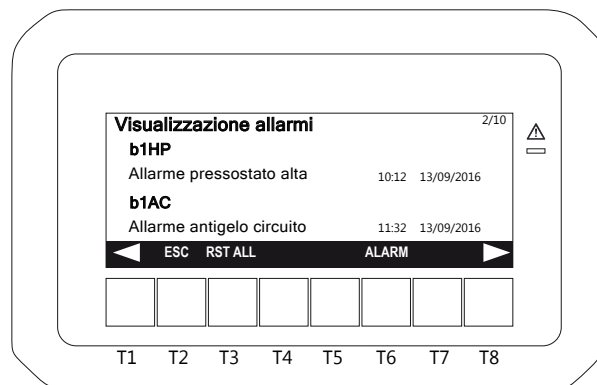 Visualizzazione allarmi 2/10
b1HP
Allarme pressostato alta 10:12 13/09/2016
b1AC
Allarme antigelo circuito 11:32 13/09/2016
ESC RST ALL ALARM
T1 T2 T3 T4 T5 T6 T7 T8